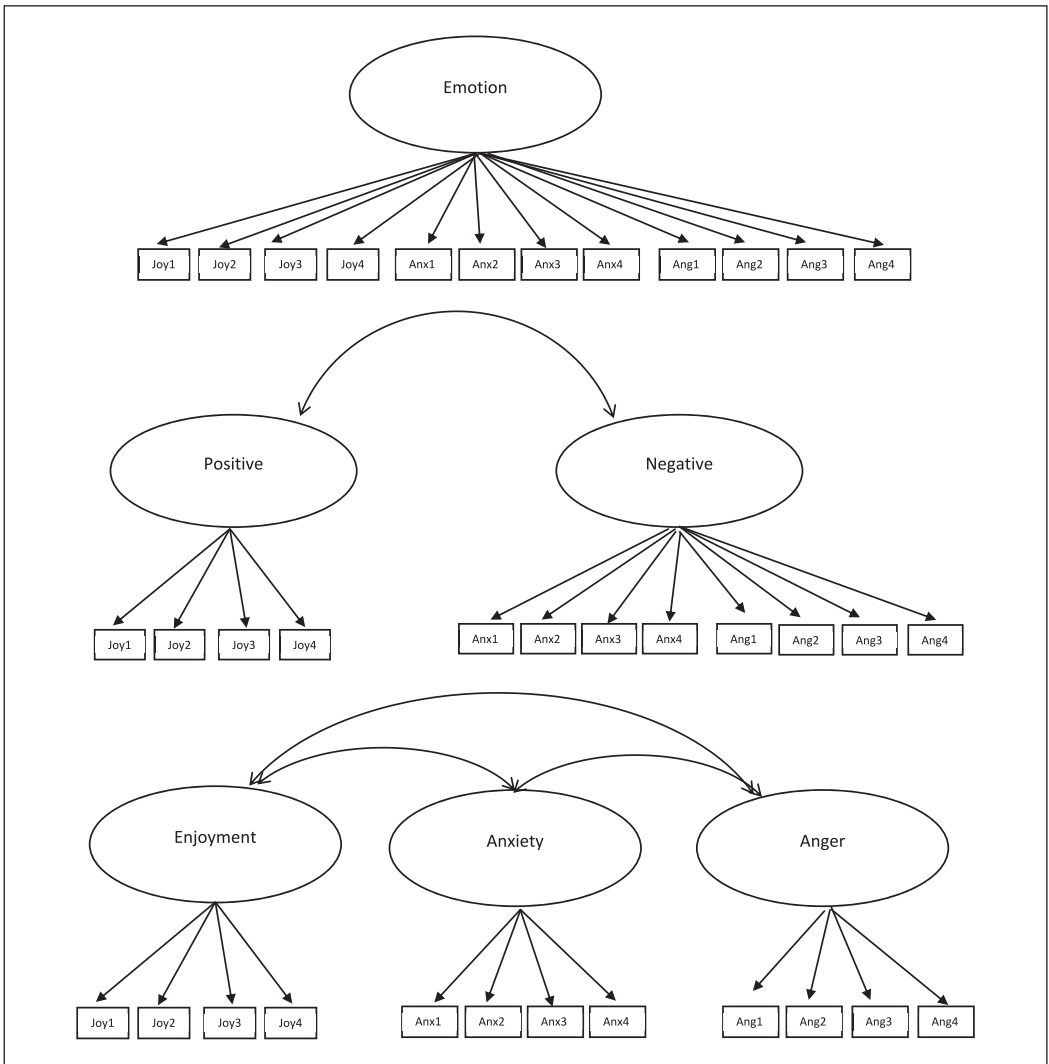 Emotion
Joy1 Joy2 Joy3 Joy4 Anx1 Anx2 Anx3 Anx4 Ang1 Ang2 Ang3 Ang4
Positive Negative
Joy1 Joy2 Joy3 Joy4 Anx1 Anx2 Anx3 Anx4 Ang1 Ang2 Ang3 Ang4
Enjoyment Anxiety Anger
Joy1 Joy2 Joy3 Joy4 Anx1 Anx2 Anx3 Anx4 Ang1 Ang2 Ang3 Ang4